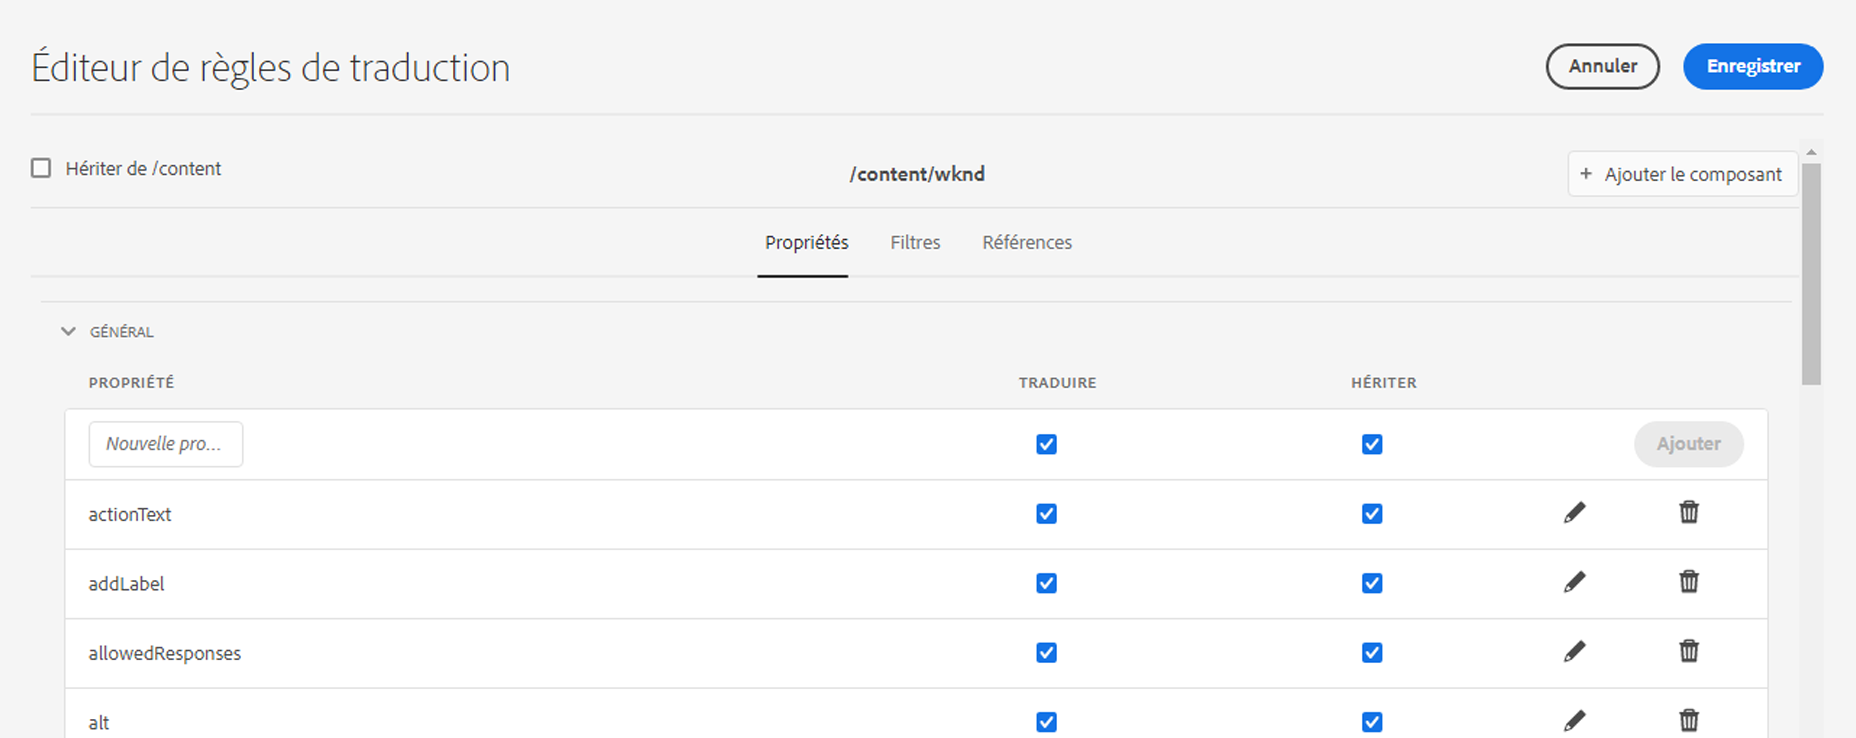 Éditeur de règles de traduction
Annuler
Enregistrer
Hériter de /content
/content/wknd
+ Ajouter le composant
Propriétés
Filtres
Références
GÉNÉRAL
PROPRIÉTÉ
TRADUIRE
HÉRITER
Nouvelle pro...
Ajouter
actionText
addLabel
allowedResponses
alt